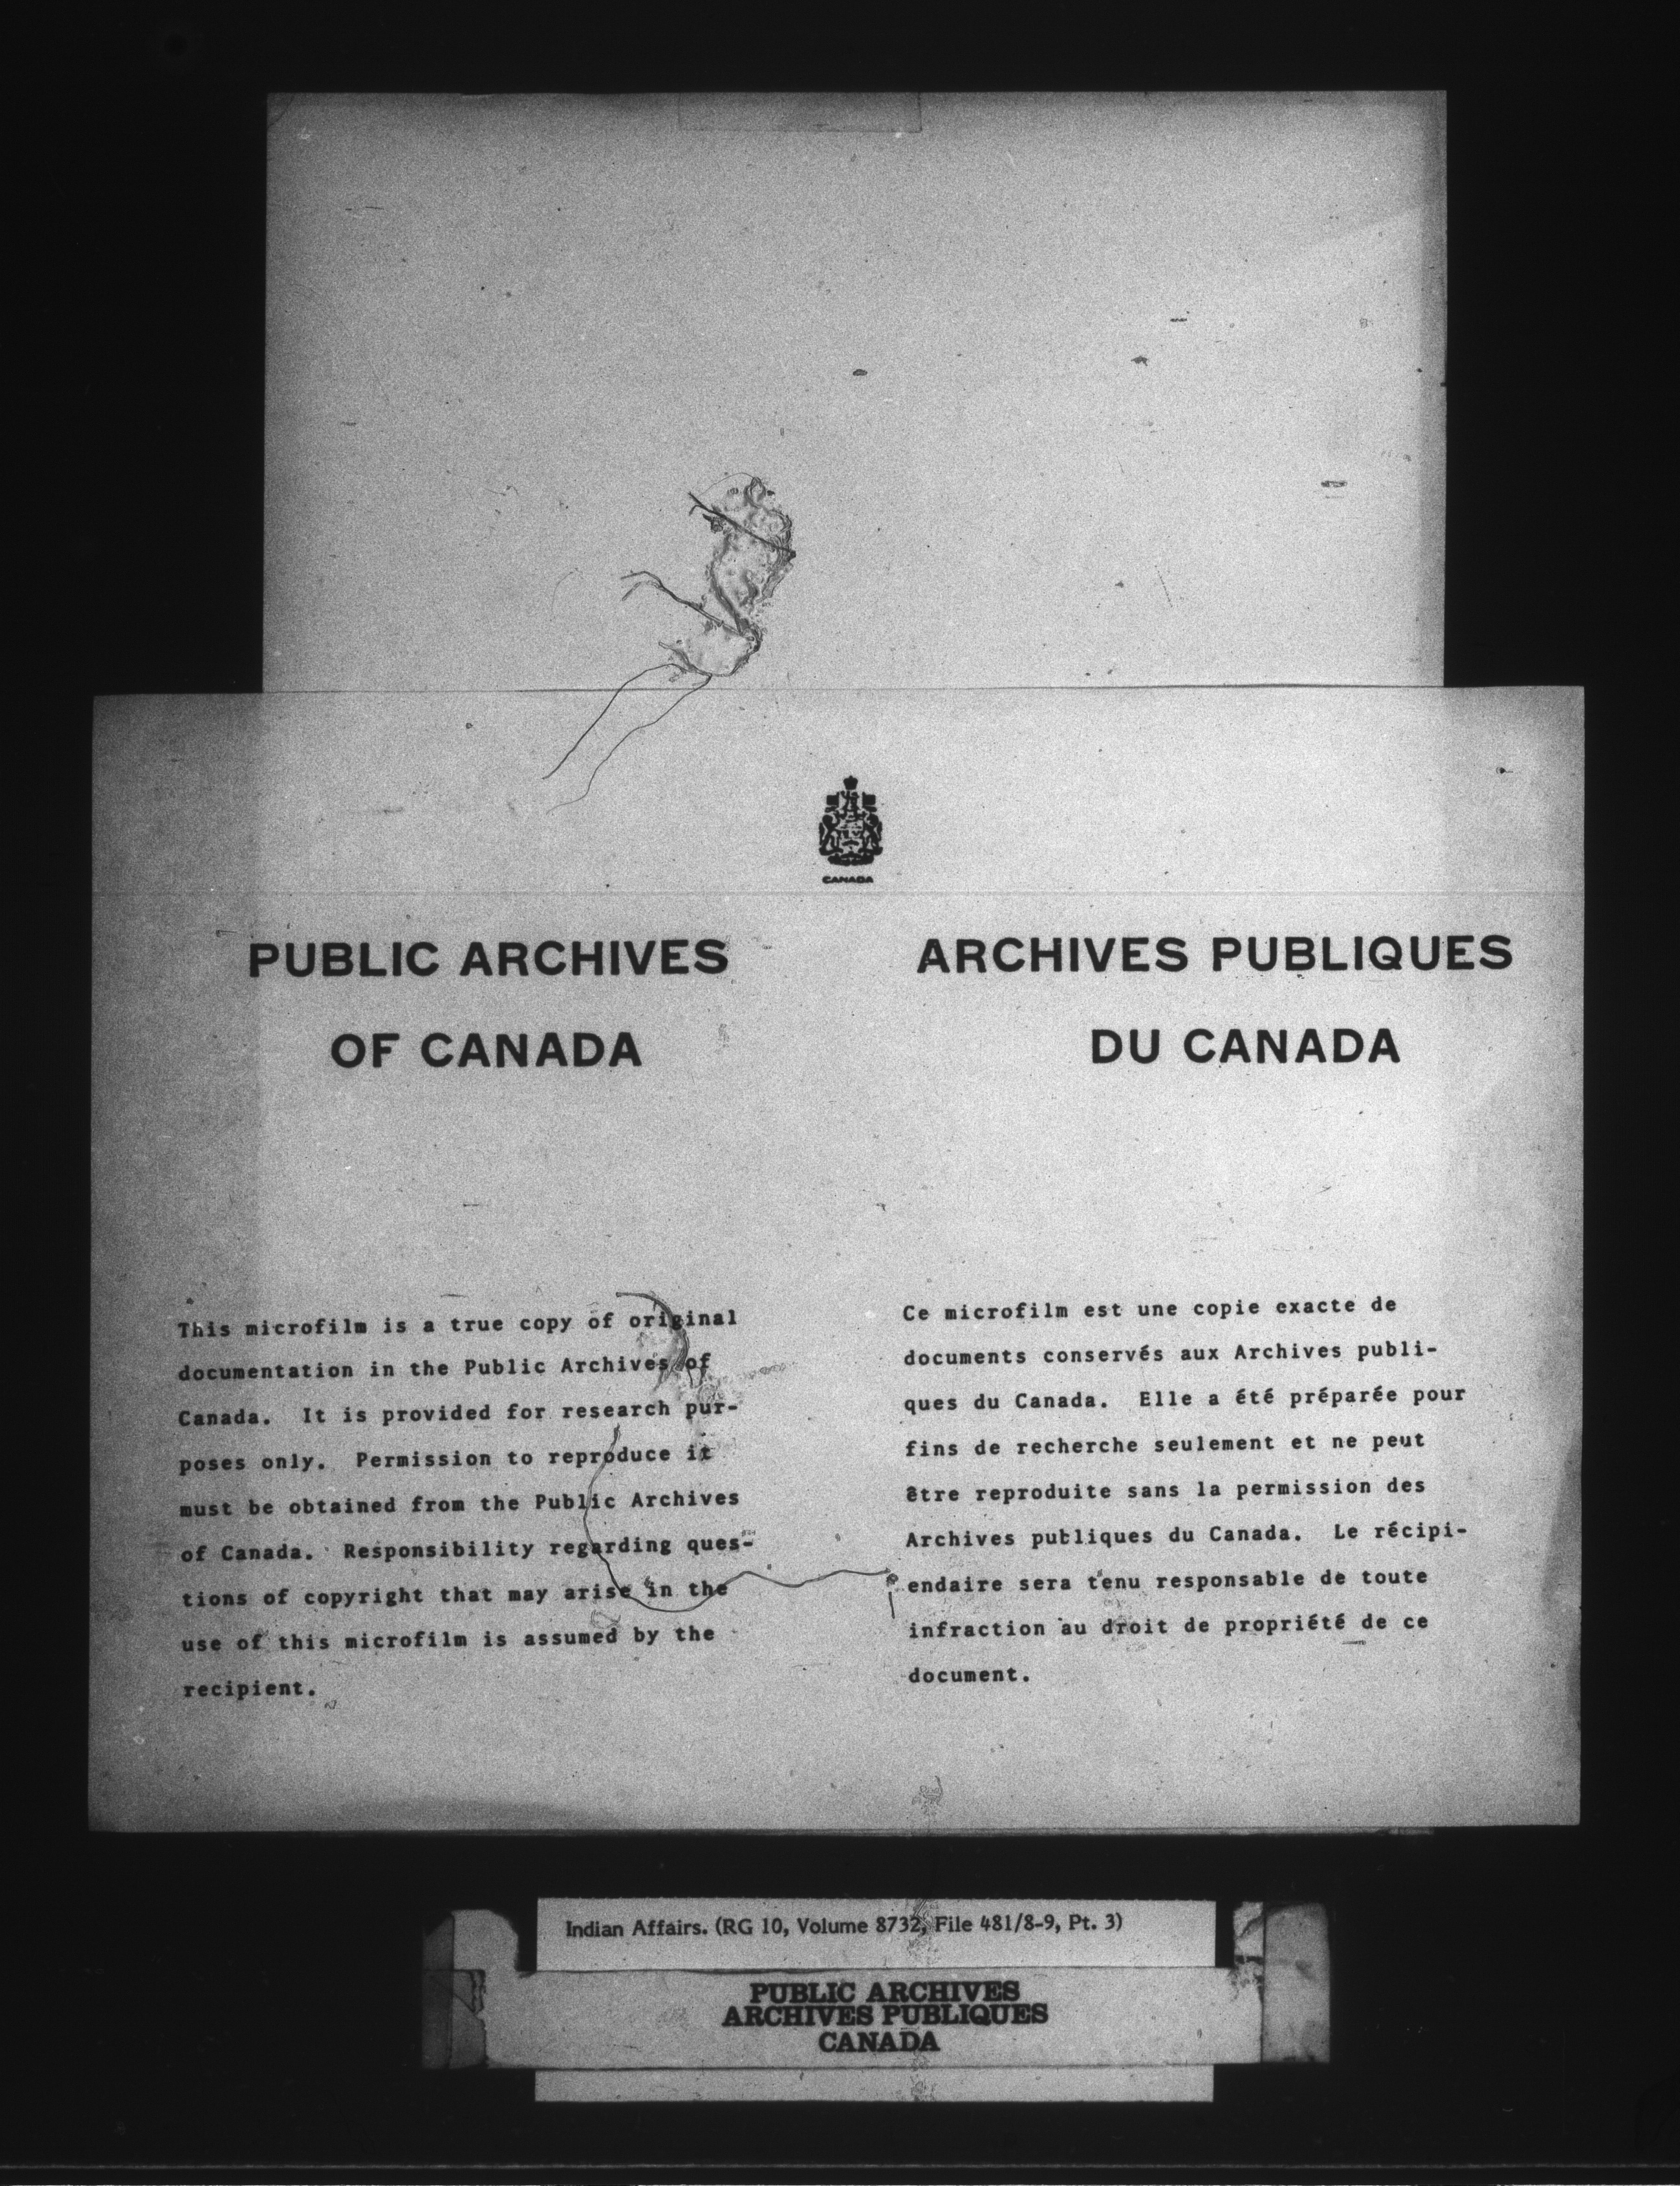 CANADA
PUBLIC ARCHIVES
OF CANADA
This microfilm is a true copy of original
documentation in the Public Archives of
Canada. It is provided for research pur-
poses only. Permission to reproduce it
must be obtained from the Public Archives
of Canada. Responsibility regarding ques-
tions of copyright that may arise in the
use of this microfilm is assumed by the
recipient.
ARCHIVES PUBLIQUES
DU CANADA
Ce microfilm est une copie exacte de
documents conservés aux Archives publi-
ques du Canada. Elle a été préparée pour
fins de recherche seulement et ne peut
être reproduite sans la permission des
Archives publiques du Canada. Le récipi-
endaire sera tenu responsable de toute
infraction au droit de propriété de ce
document.
Indian Affairs. (RG 10, Volume 8732, File 481/8-9, Pt. 3)
PUBLIC ARCHIVES
ARCHIVES PUBLIQUES
CANADA